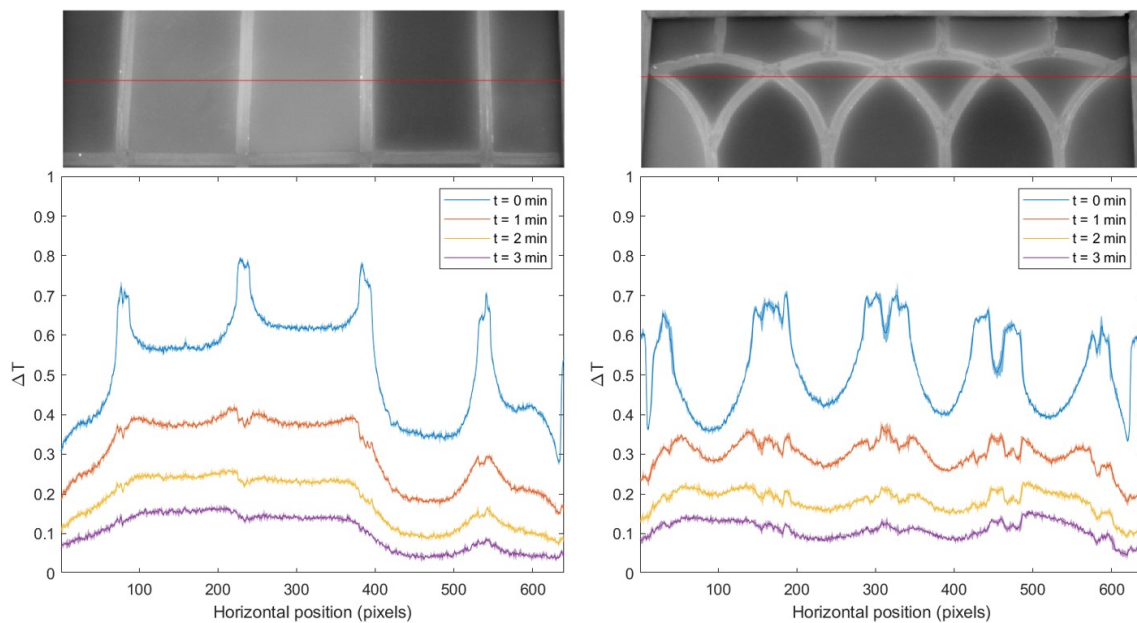 1
0.9
0.8
0.7
0.6
0.5
0.4
0.3
0.2
0.1
0
ΔT
100 200 300 400 500 600
Horizontal position (pixels)
t = 0 min
t = 1 min
t = 2 min
t = 3 min
1
0.9
0.8
0.7
0.6
0.5
0.4
0.3
0.2
0.1
0
ΔT
100 200 300 400 500 600
Horizontal position (pixels)
t = 0 min
t = 1 min
t = 2 min
t = 3 min